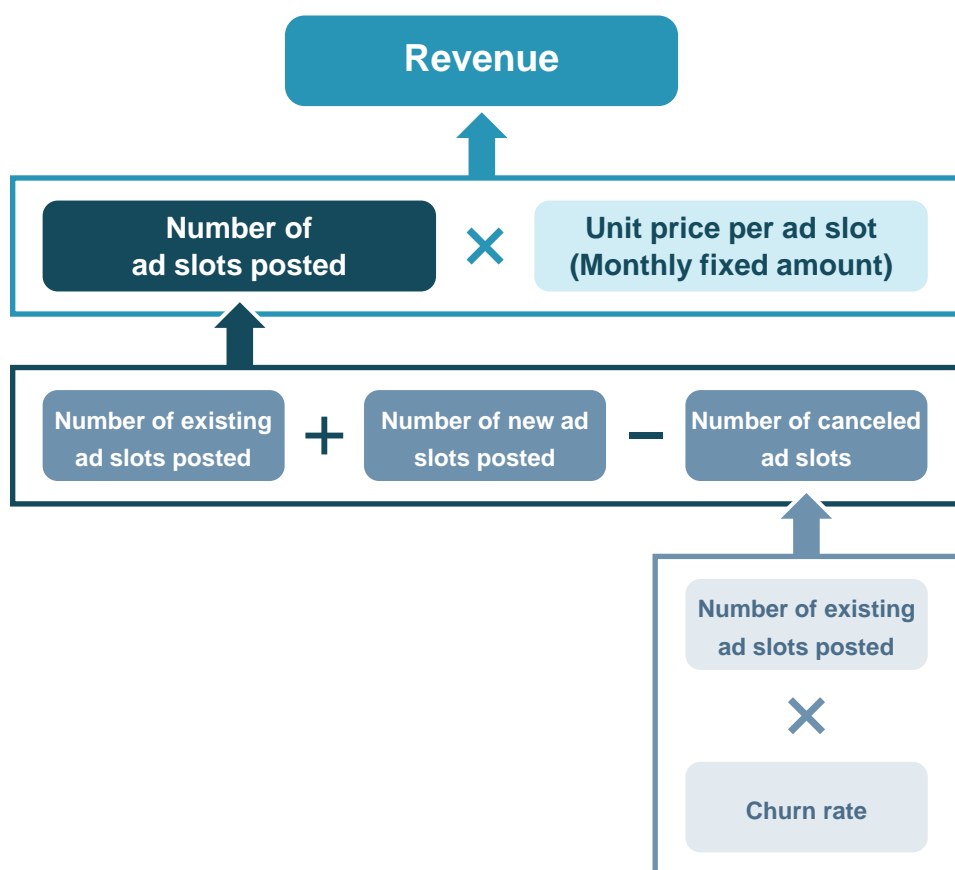 Revenue
Number of
ad slots posted
×
Unit price per ad slot
(Monthly fixed amount)
Number of existing
ad slots posted
+
Number of new ad
slots posted
−
Number of canceled
ad slots
Number of existing
ad slots posted
×
Churn rate